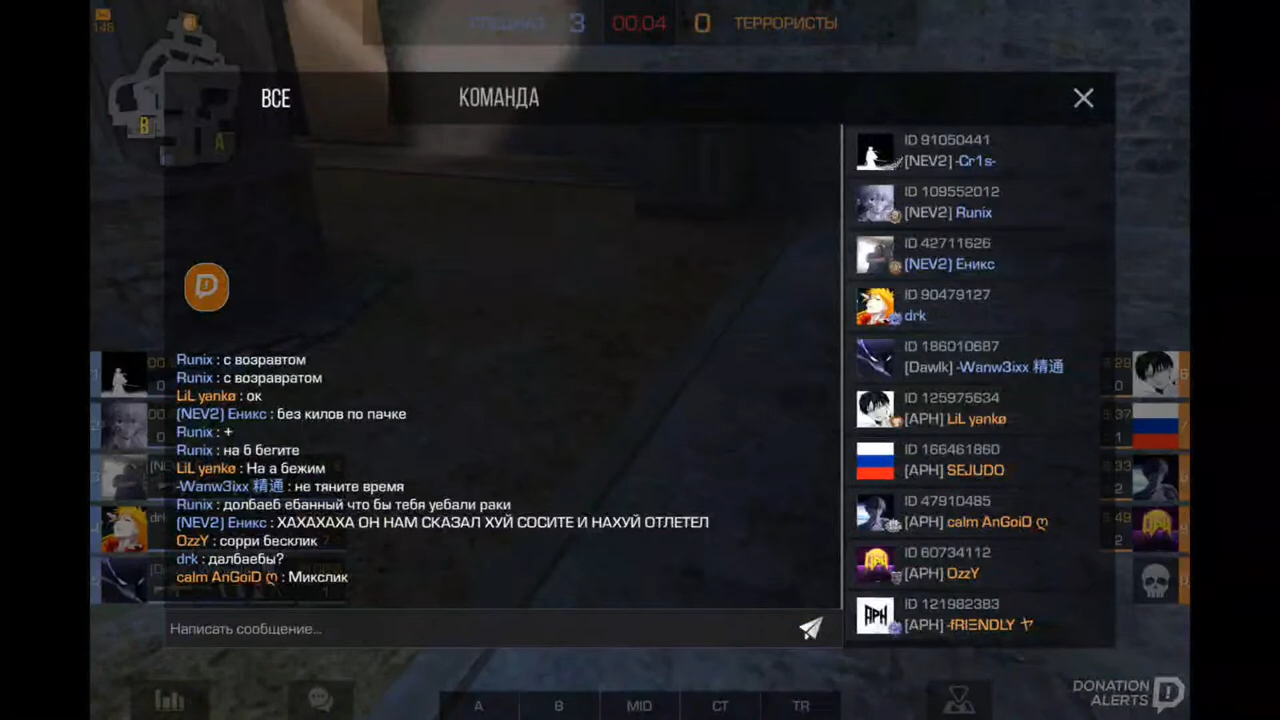 148
СПЕЦНАЗ 3 00:04 0 ТЕРРОРИСТЫ
ВСЕ КОМАНДА
B
A
ID 91050441
[NEV2] -Cr1s-
ID 109552012
[NEV2] Runix
ID 42711626
[NEV2] Еникс
ID 90479127
drk
ID 186010687
[Dawlk] -Wanw3ixx 精通
ID 125975634
[APH] LiL yankø
ID 166461860
[APH] SEJUDO
ID 47910485
[APH] calm AnGoiD ღ
ID 60734112
[APH] OzzY
ID 121982383
[APH] -fRIΞNDLY ヤ
Runix : с возравтом
Runix : с возравратом
LiL yankø : ок
[NEV2] Еникс : без килов по пачке
Runix : +
Runix : на б бегите
LiL yankø : На а бежим
-Wanw3ixx 精通 : не тяните время
Runix : долбаеб ебанный что бы тебя уебали раки
[NEV2] Еникс : ХАХАХАХА ОН НАМ СКАЗАЛ ХУЙ СОСИТЕ И НАХУЙ ОТЛЕТЕЛ
OzzY : сорри бесклик
drk : далбаебы?
calm AnGoiD ღ : Микслик
Написать сообщение...
A B MID CT TR
DONATION
ALERTS